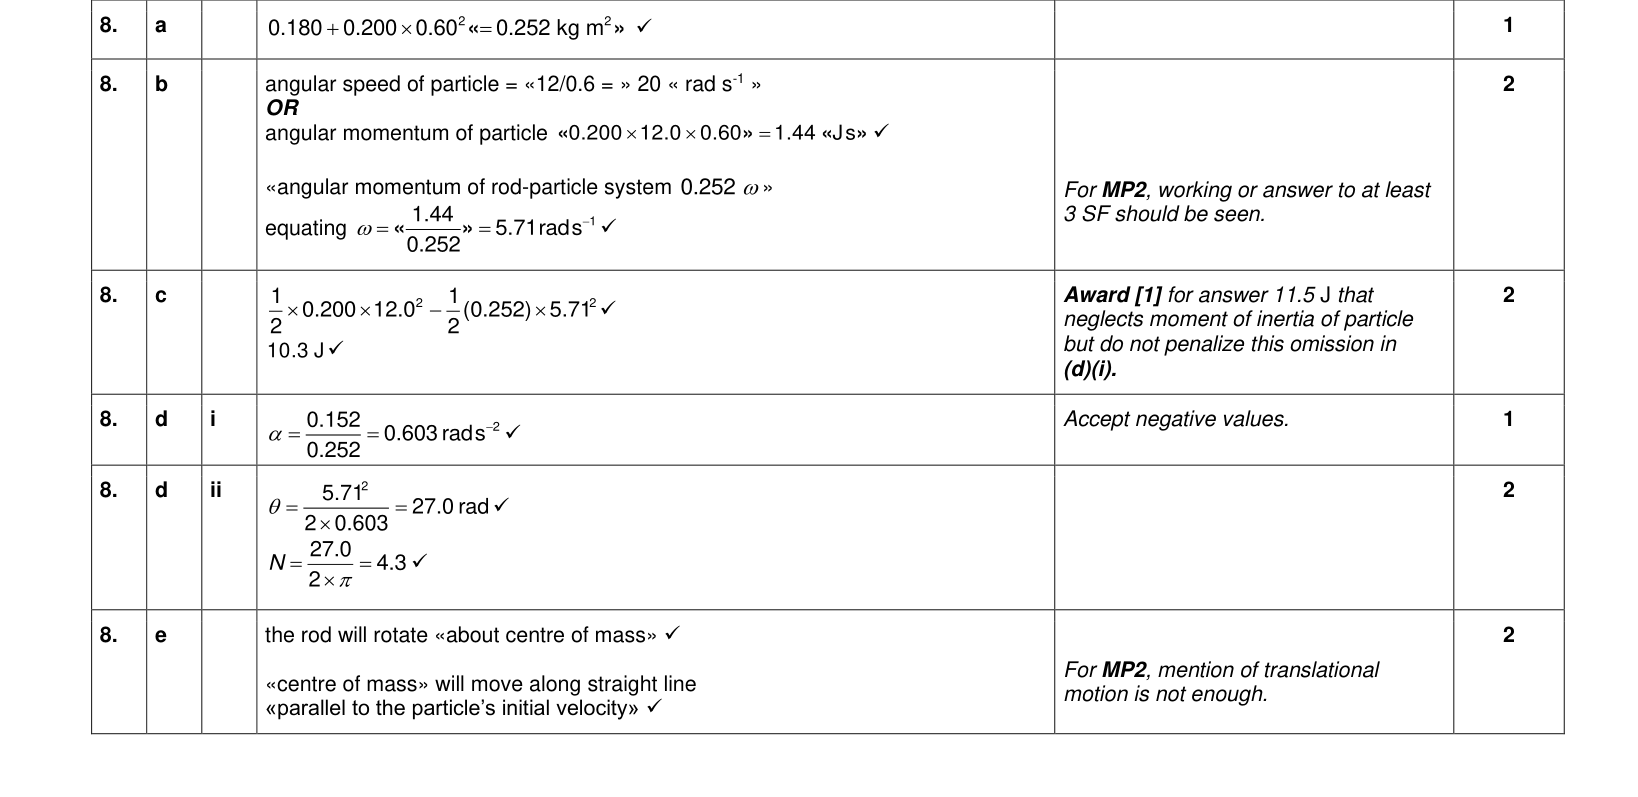 8. a 0.180 + 0.200 × 0.60² «= 0.252 kg m²» ✓ 1
8. b angular speed of particle = «12/0.6 = » 20 « rad s⁻¹ » 2
OR
angular momentum of particle «0.200 × 12.0 × 0.60» = 1.44 «Js» ✓
«angular momentum of rod-particle system 0.252 ω »
equating ω = « 1.44/0.252 » = 5.71 rad s⁻¹ ✓
For MP2, working or answer to at least
3 SF should be seen.
8. c 1/2 × 0.200 × 12.0² − 1/2 (0.252) × 5.71² ✓ 2
10.3 J ✓
Award [1] for answer 11.5 J that
neglects moment of inertia of particle
but do not penalize this omission in
(d)(i).
8. d i α = 0.152/0.252 = 0.603 rad s⁻² ✓ Accept negative values. 1
8. d ii θ = 5.71²/2 × 0.603 = 27.0 rad ✓ 2
N = 27.0/2 × π = 4.3 ✓
8. e the rod will rotate «about centre of mass» ✓ 2
«centre of mass» will move along straight line
«parallel to the particle's initial velocity» ✓
For MP2, mention of translational
motion is not enough.